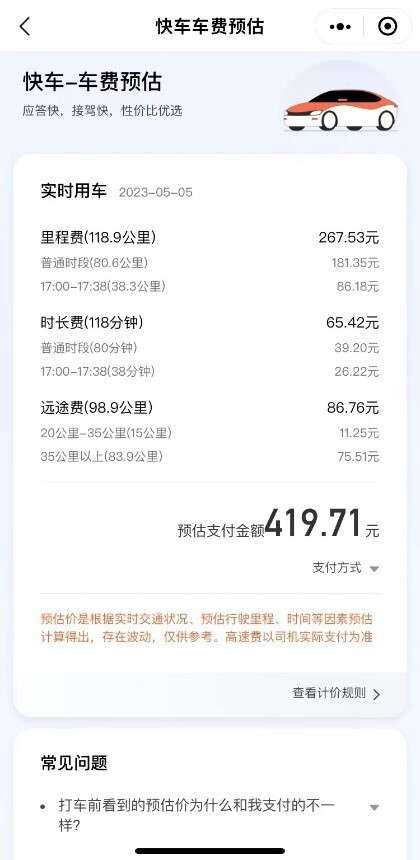 快车车费预估
快车-车费预估
应答快，接驾快，性价比优选
实时用车 2023-05-05
里程费(118.9公里) 267.53元
普通时段(80.6公里) 181.35元
17:00-17:38(38.3公里) 86.18元
时长费(118分钟) 65.42元
普通时段(80分钟) 39.20元
17:00-17:38(38分钟) 26.22元
远途费(98.9公里) 86.76元
20公里-35公里(15公里) 11.25元
35公里以上(83.9公里) 75.51元
预估支付金额419.71元
支付方式
预估价是根据实时交通状况、预估行驶里程、时间等因素预估
计算得出，存在波动，仅供参考。高速费以司机实际支付为准
查看计价规则
常见问题
• 打车前看到的预估价为什么和我支付的不一
样?